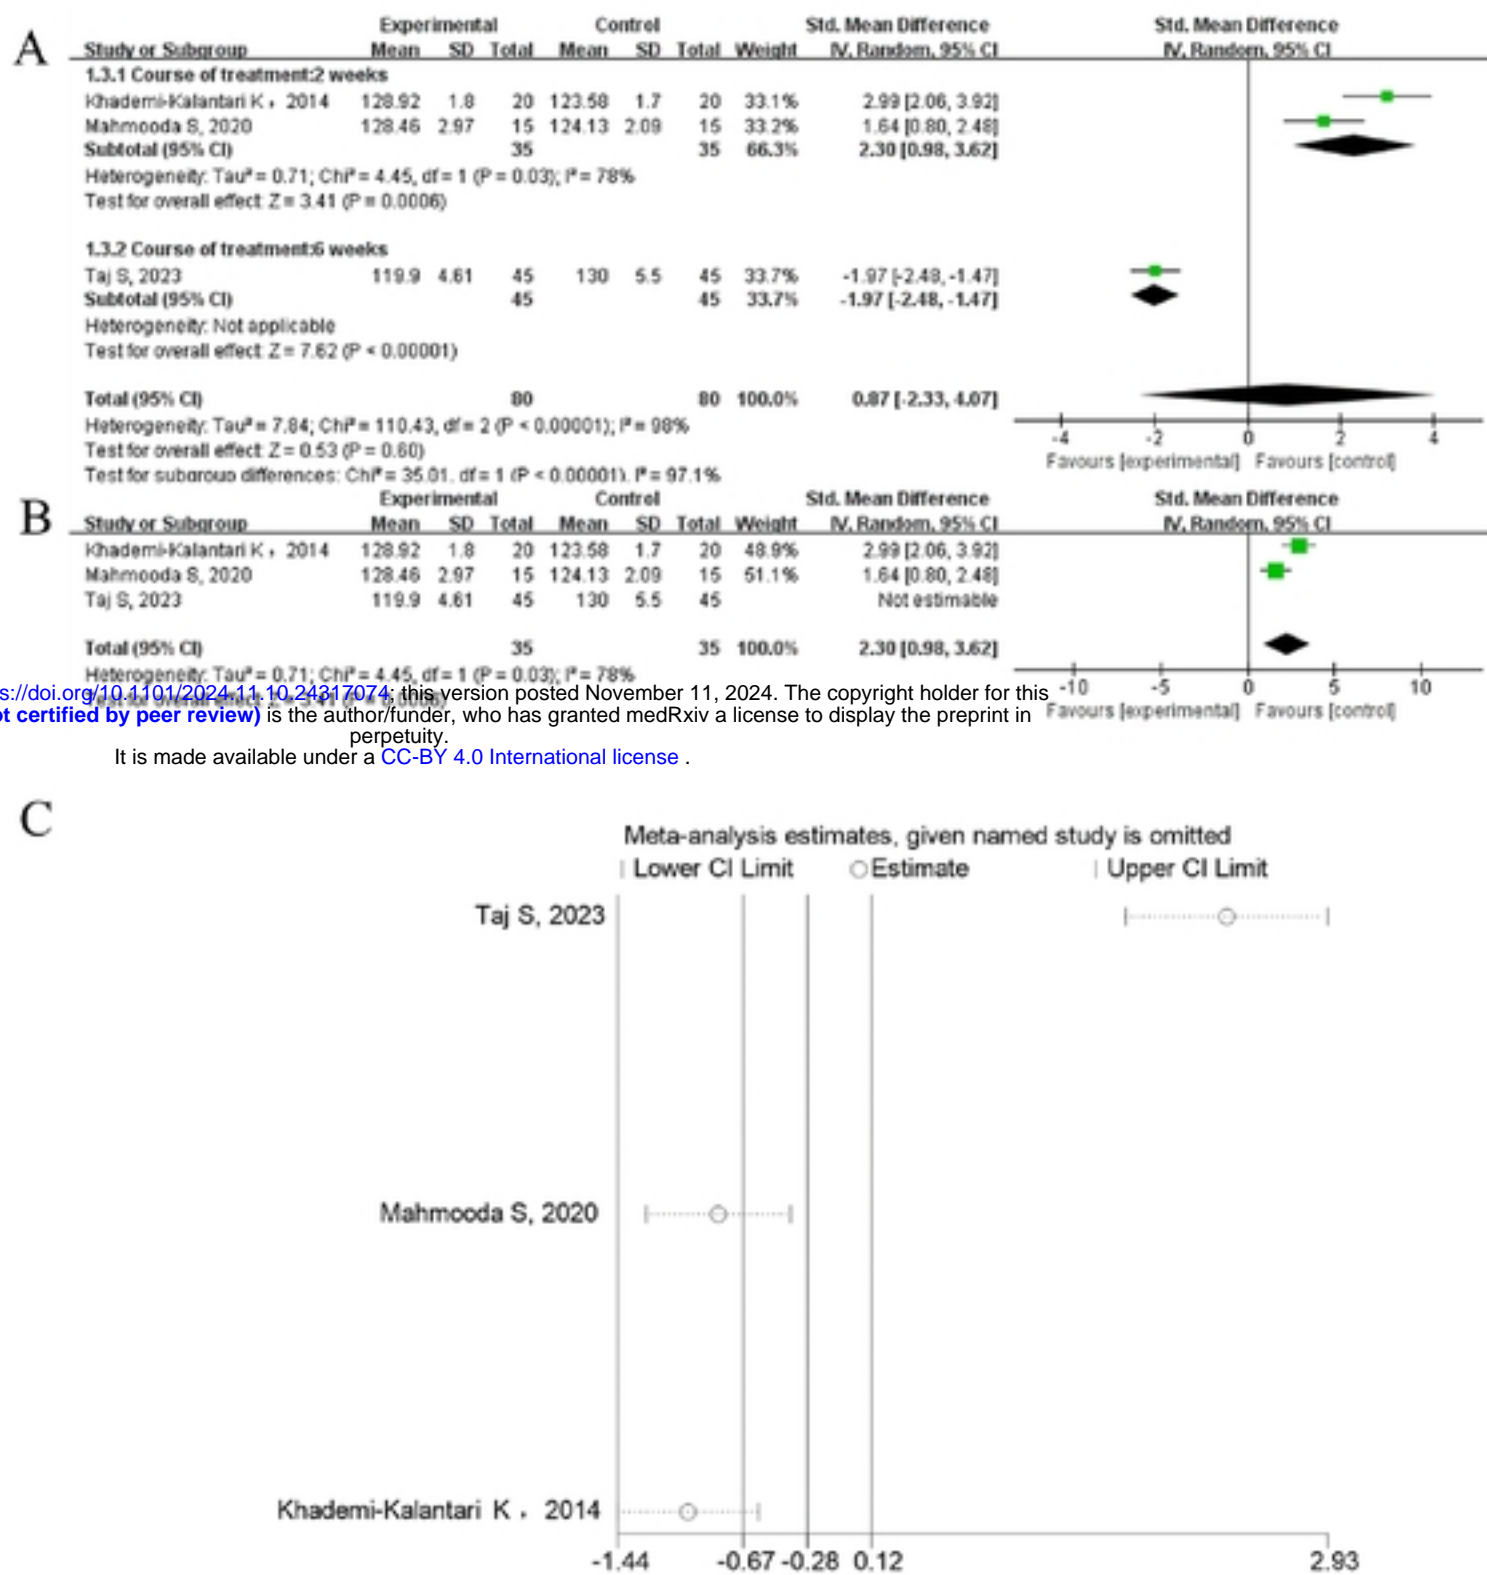 A
Experimental Control Std. Mean Difference Std. Mean Difference
Study or Subgroup Mean SD Total Mean SD Total Weight IV, Random, 95% CI IV, Random, 95% CI
1.3.1 Course of treatment:2 weeks
Khademi-Kalantari K，2014 128.92 1.8 20 123.58 1.7 20 33.1% 2.99 [2.06, 3.92]
Mahmooda S, 2020 128.46 2.97 15 124.13 2.09 15 33.2% 1.64 [0.80, 2.48]
Subtotal (95% CI) 35 35 66.3% 2.30 [0.98, 3.62]
Heterogeneity: Tau² = 0.71; Chi² = 4.45, df = 1 (P = 0.03); I² = 78%
Test for overall effect: Z = 3.41 (P = 0.0006)
1.3.2 Course of treatment:6 weeks
Taj S, 2023 119.9 4.61 45 130 5.5 45 33.7% -1.97 [-2.48, -1.47]
Subtotal (95% CI) 45 45 33.7% -1.97 [-2.48, -1.47]
Heterogeneity: Not applicable
Test for overall effect: Z = 7.62 (P < 0.00001)
Total (95% CI) 80 80 100.0% 0.87 [-2.33, 4.07]
Heterogeneity: Tau² = 7.84; Chi² = 110.43, df = 2 (P < 0.00001); I² = 98%
Test for overall effect: Z = 0.53 (P = 0.60)
Test for subgroup differences: Chi² = 35.01, df = 1 (P < 0.00001), I² = 97.1%
-4 -2 0 2 4
Favours [experimental] Favours [control]
B
Experimental Control Std. Mean Difference Std. Mean Difference
Study or Subgroup Mean SD Total Mean SD Total Weight IV, Random, 95% CI IV, Random, 95% CI
Khademi-Kalantari K，2014 128.92 1.8 20 123.58 1.7 20 48.9% 2.99 [2.06, 3.92]
Mahmooda S, 2020 128.46 2.97 15 124.13 2.09 15 51.1% 1.64 [0.80, 2.48]
Taj S, 2023 119.9 4.61 45 130 5.5 45 Not estimable
Total (95% CI) 35 35 100.0% 2.30 [0.98, 3.62]
Heterogeneity: Tau² = 0.71; Chi² = 4.45, df = 1 (P = 0.03); I² = 78%
Test for overall effect: Z = 3.41 (P = 0.0006)
-10 -5 0 5 10
Favours [experimental] Favours [control]
s://doi.org/10.1101/2024.11.10.24317074; this version posted November 11, 2024. The copyright holder for this
ot certified by peer review) is the author/funder, who has granted medRxiv a license to display the preprint in
perpetuity.
It is made available under a CC-BY 4.0 International license .
C
Meta-analysis estimates, given named study is omitted
Lower CI Limit Estimate Upper CI Limit
Taj S, 2023
Mahmooda S, 2020
Khademi-Kalantari K，2014
-1.44 -0.67 -0.28 0.12 2.93